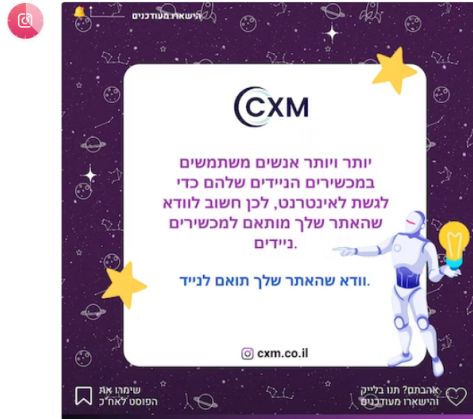 הישארו מעודכנים
CXM
יותר ויותר אנשים משתמשים
במכשירים הניידים שלהם כדי
לגשת לאינטרנט, לכן חשוב לוודא
שהאתר שלך מותאם למכשירים
ניידים.
וודא שהאתר שלך תואם לנייד.
cxm.co.il
אהבתם? תנו בלייק
והישארו מעודכנים
שימרו את
הפוסט לאח"כ